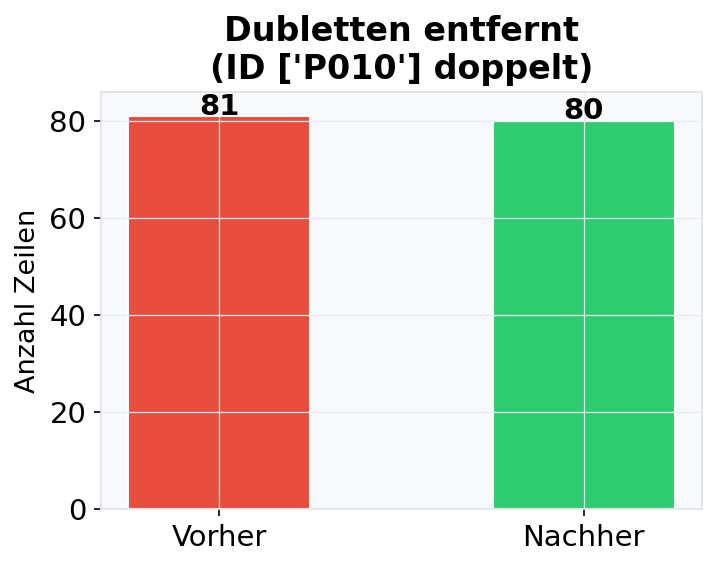 Dubletten entfernt
(ID ['P010'] doppelt)
81
80
80
60
40
20
0
Anzahl Zeilen
Vorher
Nachher